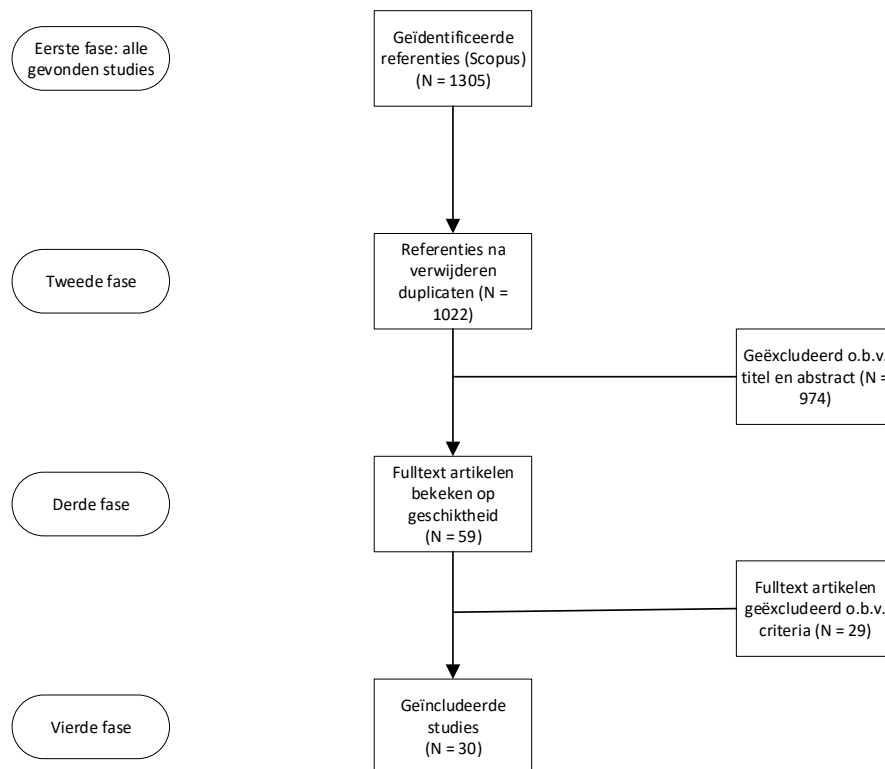 Eerste fase: alle
gevonden studies
Geïdentificeerde
referenties (Scopus)
(N = 1305)
Tweede fase
Referenties na
verwijderen
duplicaten (N =
1022)
Geëxcludeerd o.b.v.
titel en abstract (N =
974)
Derde fase
Fulltext artikelen
bekeken op
geschiktheid
(N = 59)
Fulltext artikelen
geëxcludeerd o.b.v.
criteria (N = 29)
Vierde fase
Geïncludeerde
studies
(N = 30)